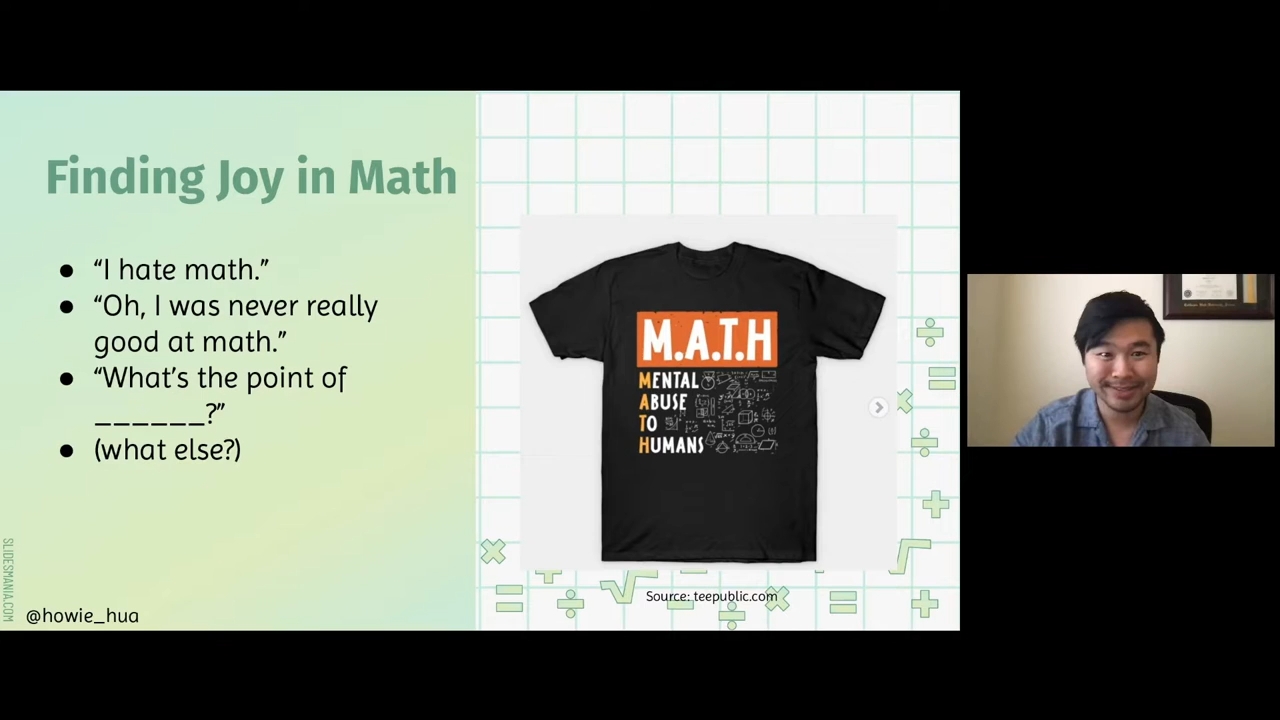 Finding Joy in Math
● “I hate math.”
● “Oh, I was never really
good at math.”
● “What’s the point of
______?”
● (what else?)
M.A.T.H
MENTAL
ABUSE
TO
HUMANS
Source: teepublic.com
SLIDESMANIA.COM
@howie_hua